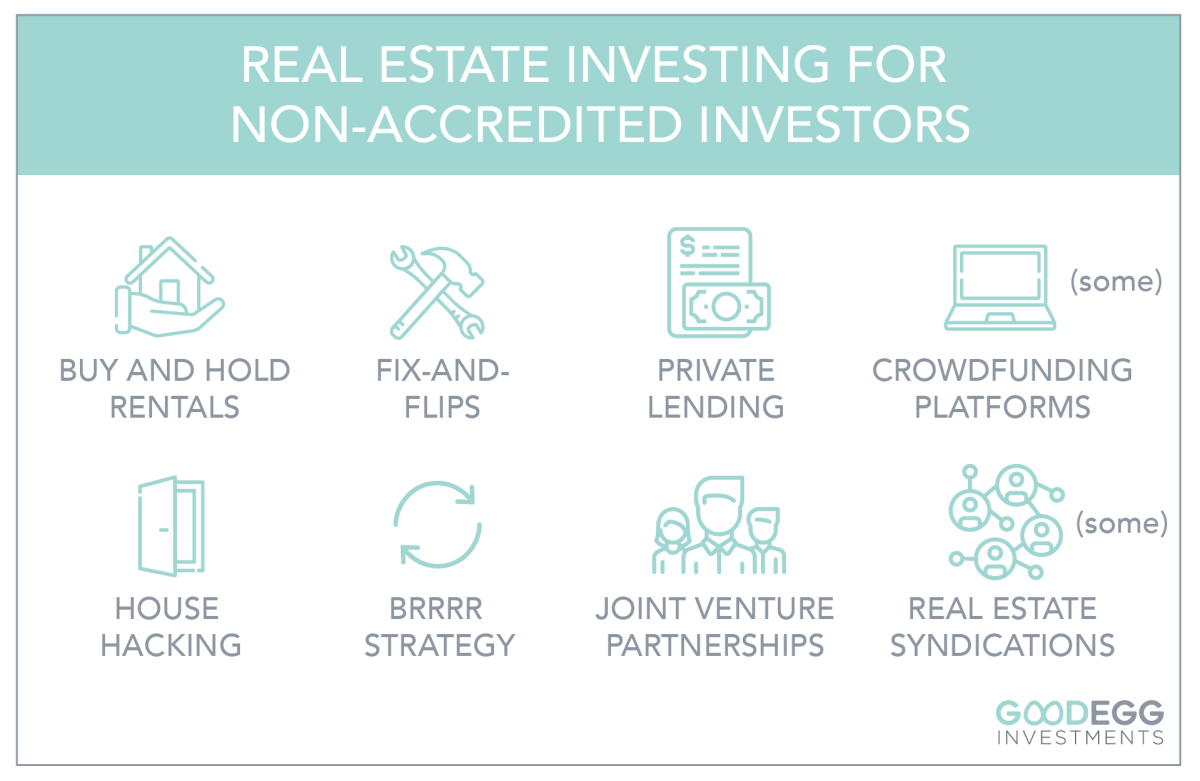 REAL ESTATE INVESTING FOR
NON-ACCREDITED INVESTORS
$
(some)
BUY AND HOLD
RENTALS
FIX-AND-
FLIPS
PRIVATE
LENDING
CROWDFUNDING
PLATFORMS
(some)
HOUSE
HACKING
BRRRR
STRATEGY
JOINT VENTURE
PARTNERSHIPS
REAL ESTATE
SYNDICATIONS
GOODEGG
INVESTMENTS